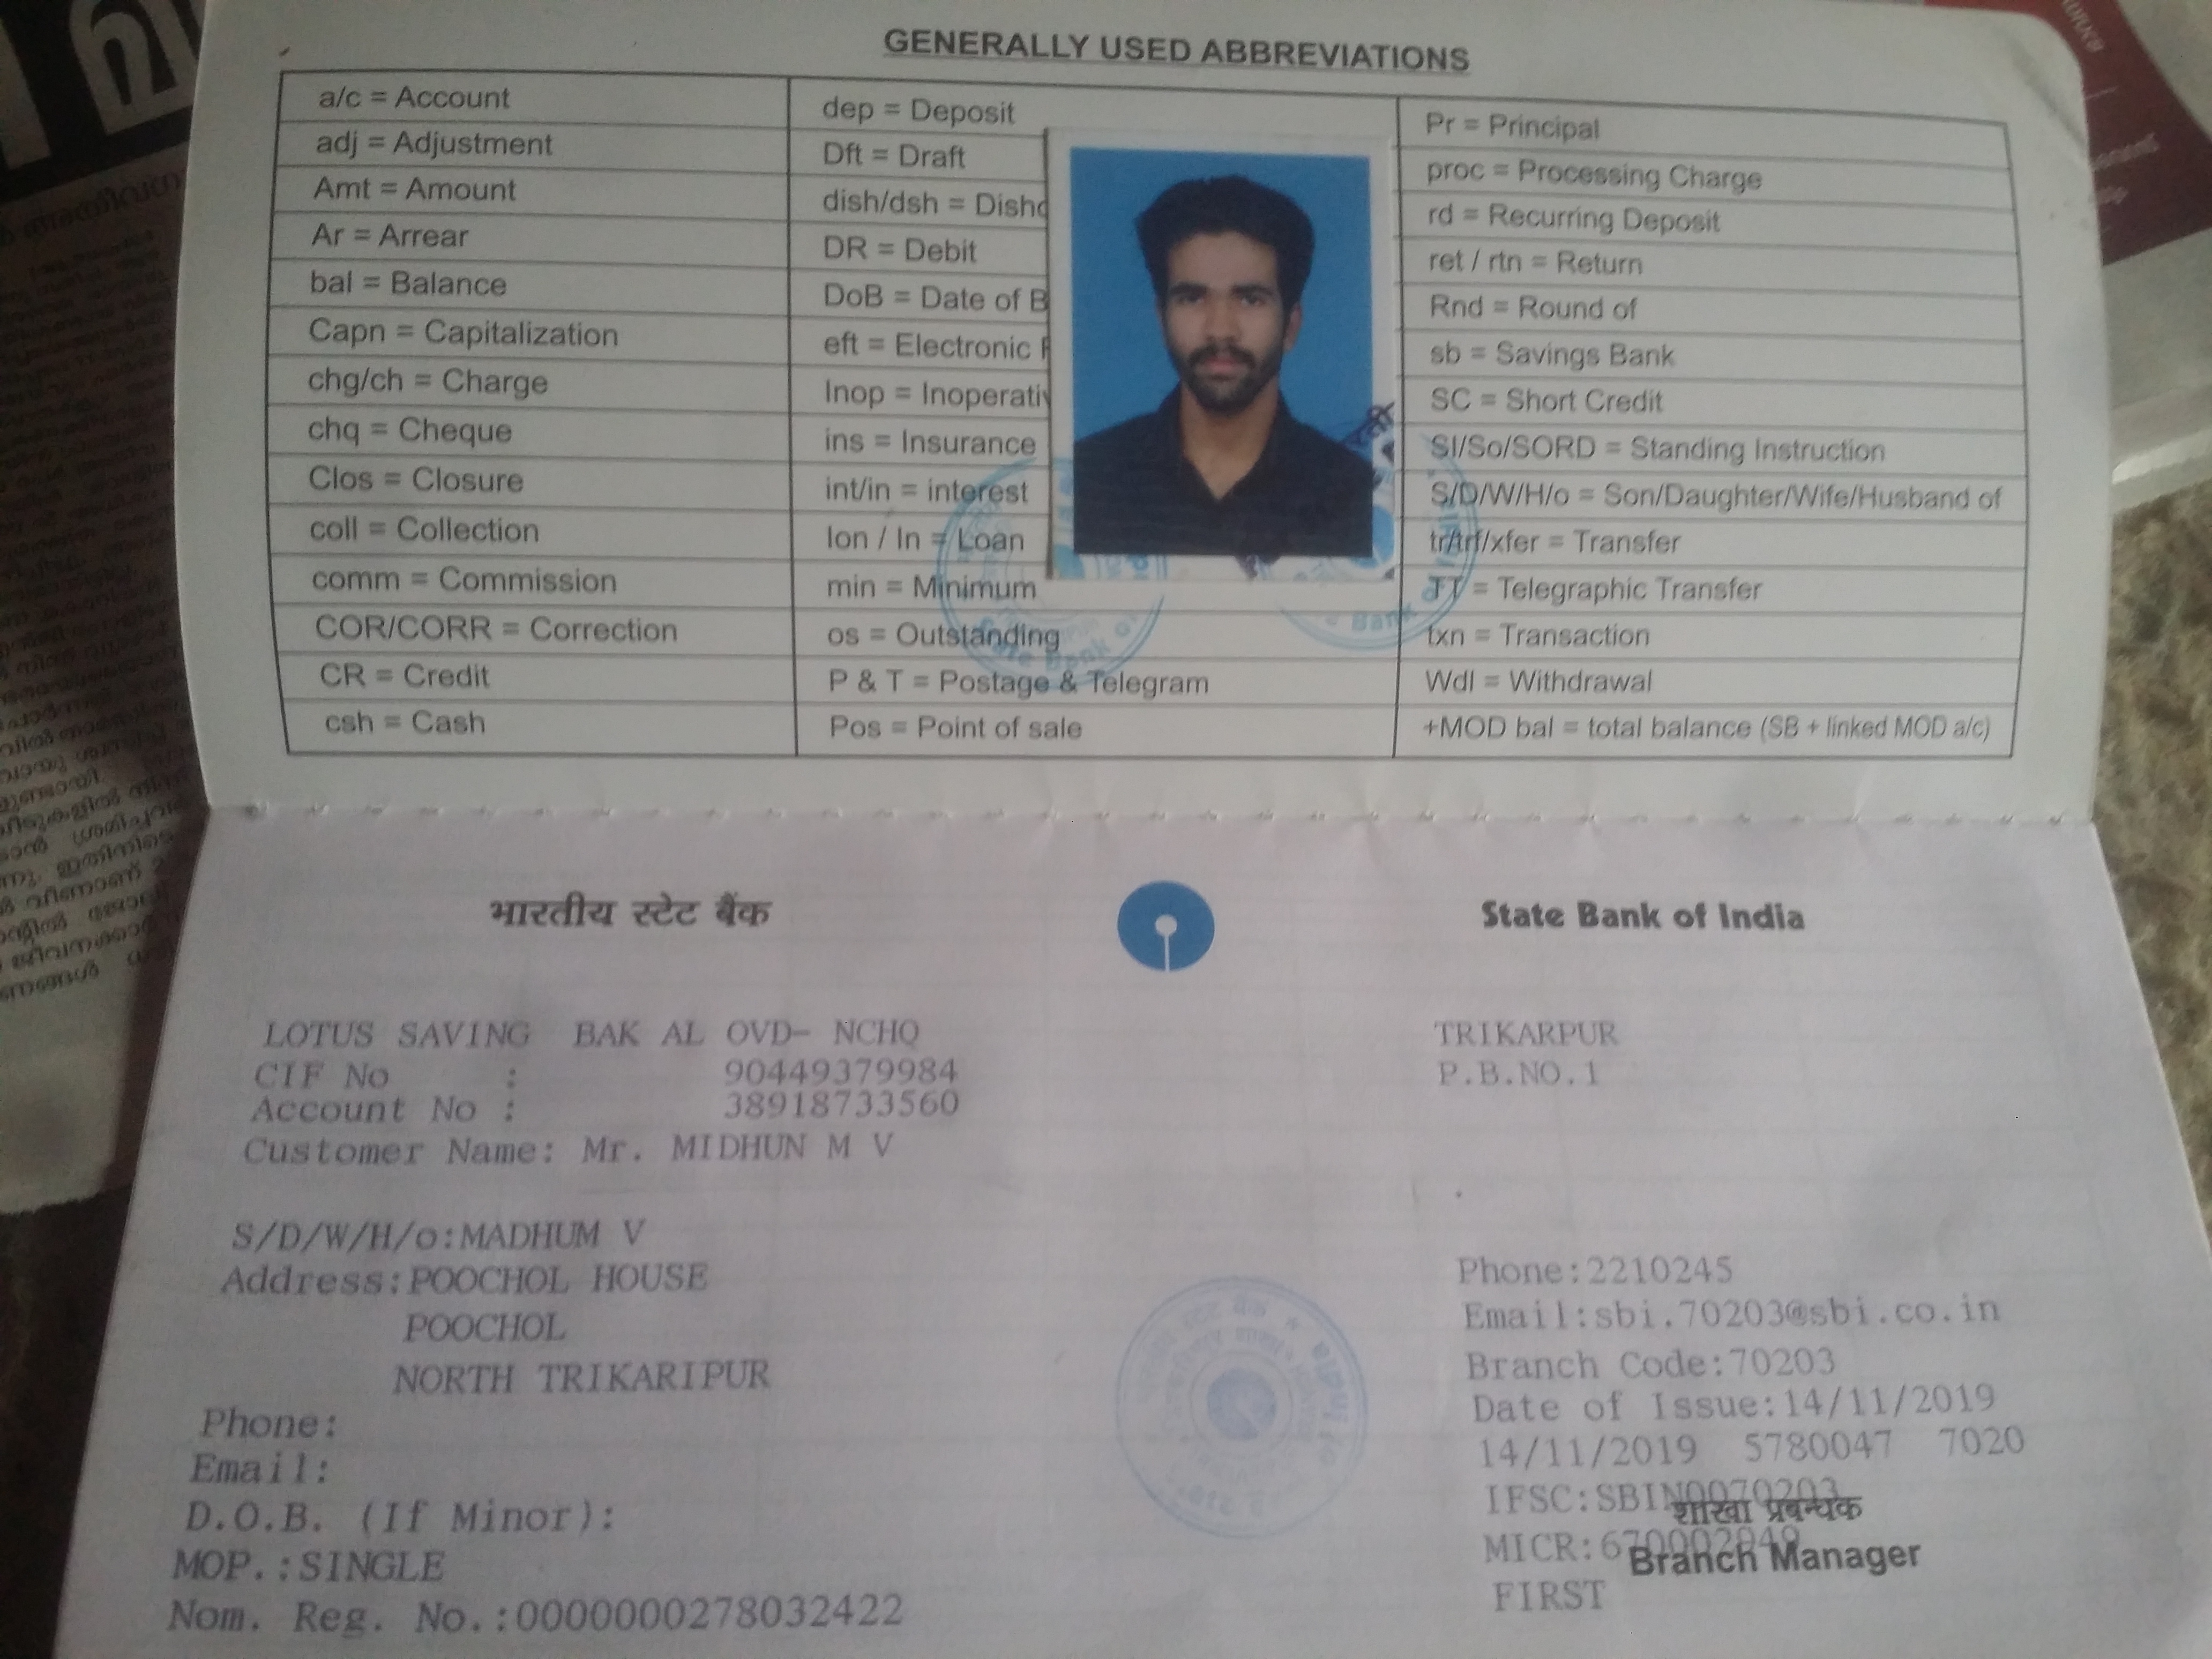 GENERALLY USED ABBREVIATIONS
a/c = Account
adj = Adjustment
Amt = Amount
Ar = Arrear
bal = Balance
Capn = Capitalization
chg/ch = Charge
chq = Cheque
Clos = Closure
coll = Collection
comm = Commission
COR/CORR = Correction
CR = Credit
csh = Cash
dep = Deposit
Dft = Draft
dish/dsh =
DR = Debit
DoB = Date of
eft = Electronic
Inop =
ins = Insurance
int/in = interest
lon / ln = Loan
min = Minimum
os = Outstanding
P & T = Postage & Telegram
Pos = Point of sale
Pr = Principal
proc = Processing Charge
rd = Recurring Deposit
ret / rtn = Return
Rnd = Round of
sb = Savings Bank
SC = Short Credit
SI/So/SORD = Standing Instruction
S/D/W/H/o = Son/Daughter/Wife/Husband of
tr/trf/xfer = Transfer
TT = Telegraphic Transfer
txn = Transaction
Wdl = Withdrawal
+MOD bal = total balance (SB + linked MOD a/c)
भारतीय स्टेट बैंक
State Bank of India
LOTUS SAVING BAK AL OVD- NCHQ
CIF No : 90449379984
Account No : 38918733560
Customer Name: Mr. MIDHUN M V
S/D/W/H/o:MADHUM V
Address:POOCHOL HOUSE
POOCHOL
NORTH TRIKARIPUR
Phone:
Email:
D.O.B. (If Minor):
MOP.:SINGLE
Nom. Reg. No.:0000000278032422
TRIKARPUR
P.B.NO.1
Phone:2210245
Email:sbi.70203@sbi.co.in
Branch Code:70203
Date of Issue:14/11/2019
14/11/2019 5780047 7020
IFSC:SBIN0070203
शाखा प्रबन्धक
MICR:
Branch Manager
FIRST